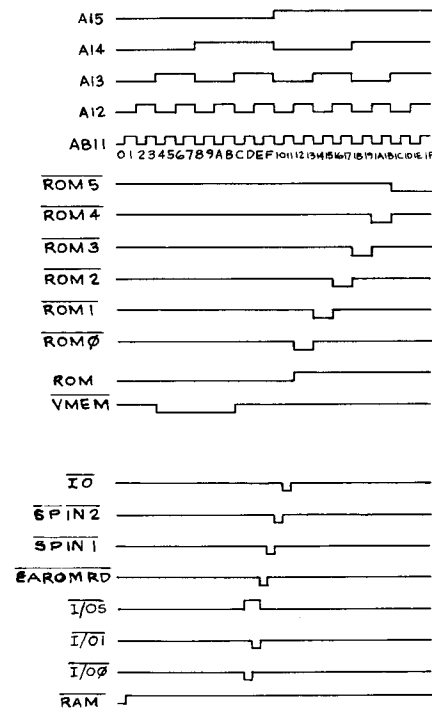 A15
A14
A13
A12
AB11
0 1 2 3 4 5 6 7 8 9 A B C D E F 10 11 12 13 14 15 16 17 18 19 1A 1B 1C 1D 1E 1F
ROM5
ROM4
ROM3
ROM2
ROM1
ROMØ
ROM
VMEM
IO
SPIN2
SPIN1
EAROMRD
I/OS
I/O1
I/OØ
RAM